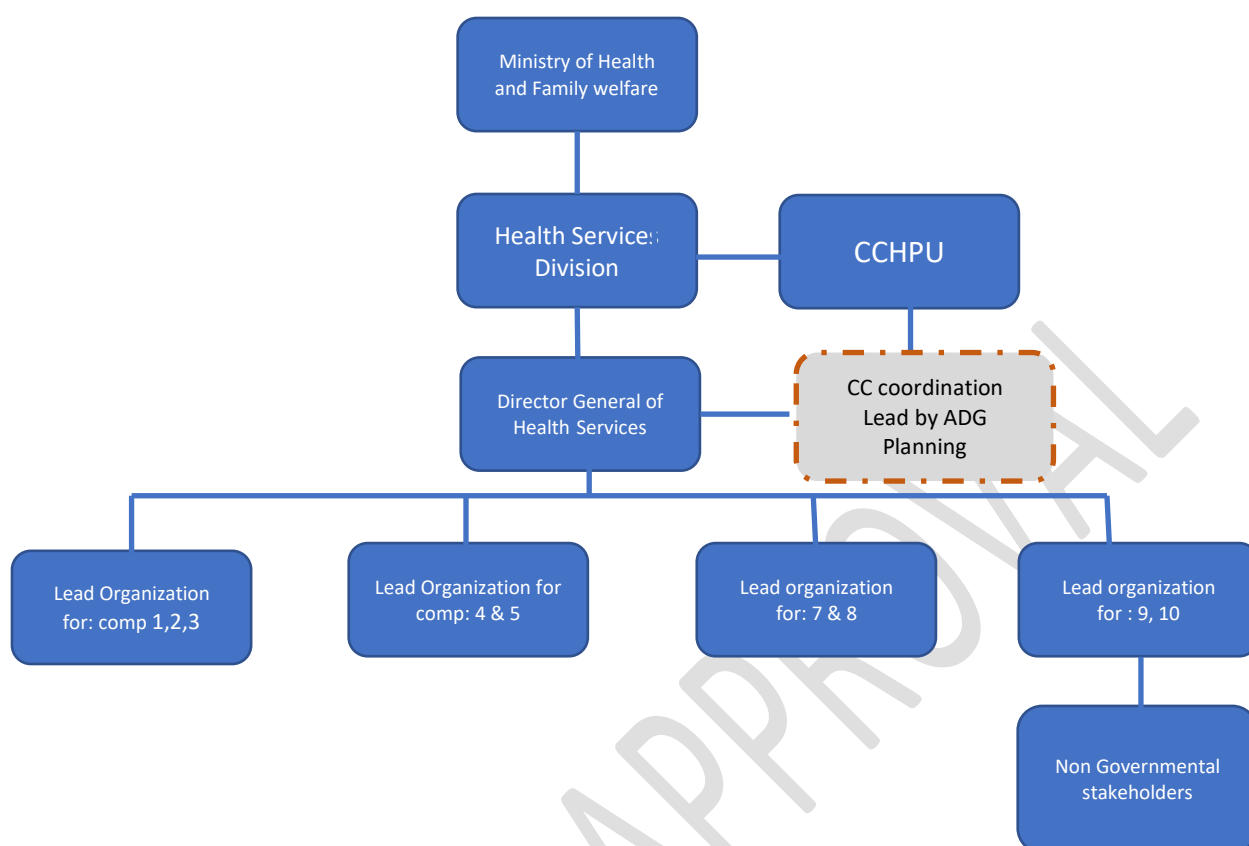 Ministry of Health
and Family welfare
Health Services
Division
CCHPU
Director General of
Health Services
CC coordination
Lead by ADG
Planning
Lead Organization
for: comp 1,2,3
Lead Organization for
comp: 4 & 5
Lead organization
for: 7 & 8
Lead organization
for : 9, 10
Non Governmental
stakeholders
APPROVAL